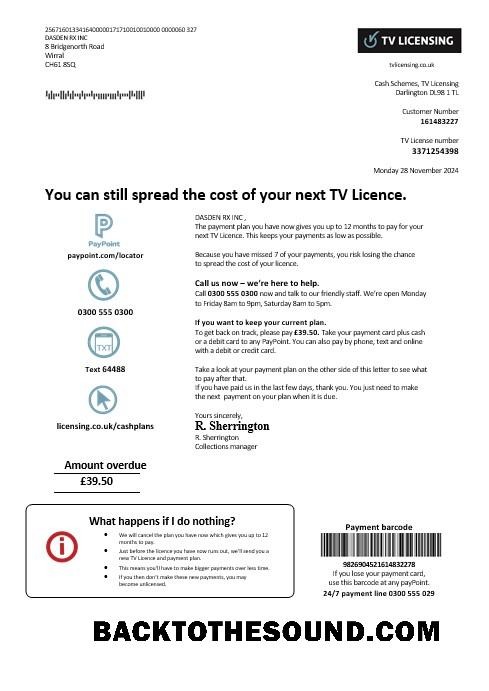 2567160133416400000171710010010000 0000060 327
DASDEN RX INC
8 Bridgenorth Road
Wirral
CH61 8SQ
TV LICENSING
tvlicensing.co.uk
Cash Schemes, TV Licensing
Darlington DL98 1 TL
Customer Number
161483227
TV License number
3371254398
Monday 28 November 2024
You can still spread the cost of your next TV Licence.
PayPoint
paypoint.com/locator
0300 555 0300
TXT
Text 64488
licensing.co.uk/cashplans
DASDEN RX INC ,
The payment plan you have now gives you up to 12 months to pay for your
next TV Licence. This keeps your payments as low as possible.
Because you have missed 7 of your payments, you risk losing the chance
to spread the cost of your licence.
Call us now – we're here to help.
Call 0300 555 0300 now and talk to our friendly staff. We're open Monday
to Friday 8am to 9pm, Saturday 8am to 5pm.
If you want to keep your current plan.
To get back on track, please pay £39.50. Take your payment card plus cash
or a debit card to any PayPoint. You can also pay by phone, text and online
with a debit or credit card.
Take a look at your payment plan on the other side of this letter to see what
to pay after that.
If you have paid us in the last few days, thank you. You just need to make
the next payment on your plan when it is due.
Yours sincerely,
R. Sherrington
R. Sherrington
Collections manager
Amount overdue
£39.50
What happens if I do nothing?
We will cancel the plan you have now which gives you up to 12
months to pay.
Just before the licence you have now runs out, we'll send you a
new TV Licence and payment plan.
This means you'll have to make bigger payments over less time.
If you then don't make these new payments, you may
become unlicensed.
Payment barcode
9826904521614832278
If you lose your payment card,
use this barcode at any payPoint.
24/7 payment line 0300 555 029
BACKTOTHESOUND.COM